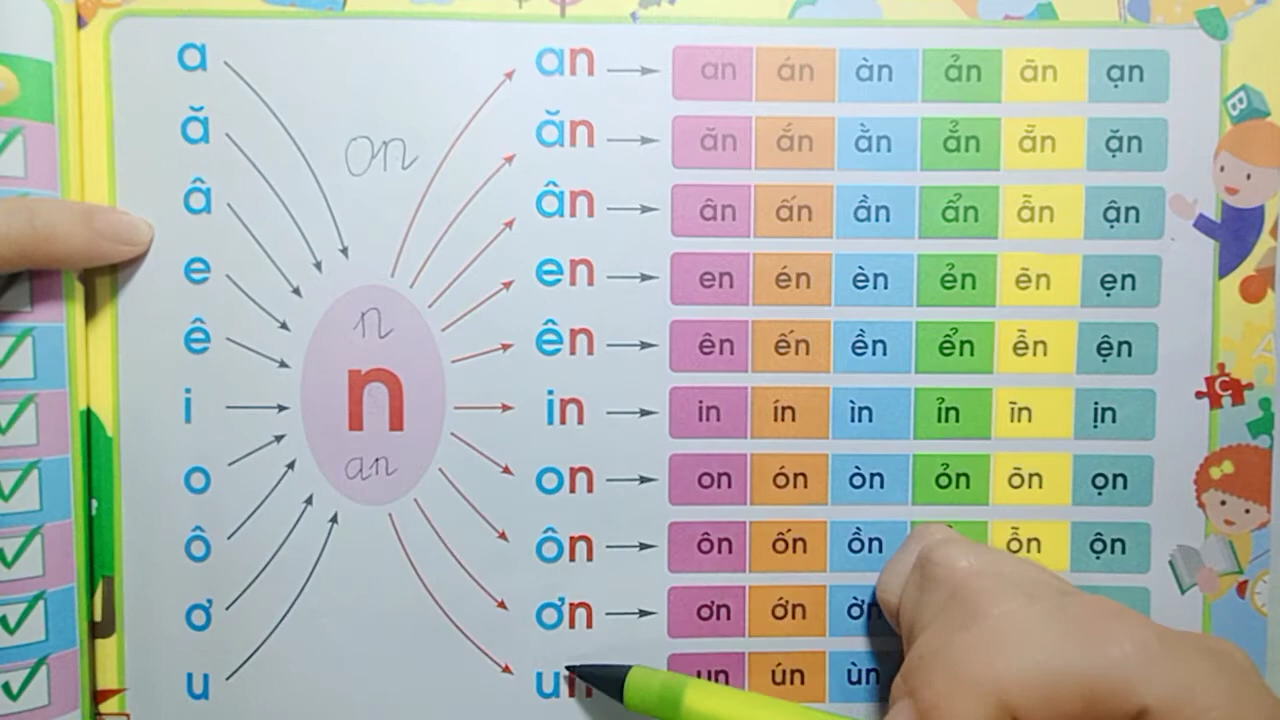 a an an án àn ản ãn ạn
on
ă ăn ăn ắn ằn ẳn ẵn ặn
â ân ân ấn ần ẩn ẫn ận
e en en én èn ẻn ẽn ẹn
n
ê ên ên ến ền ển ễn ện
i n in in ín ìn ỉn ĩn ịn
an
o on on ón òn ỏn õn ọn
ô ôn ôn ốn ồn ỗn ộn
ơ ơn ơn ớn ờn
u un un ún ùn
B
A
C